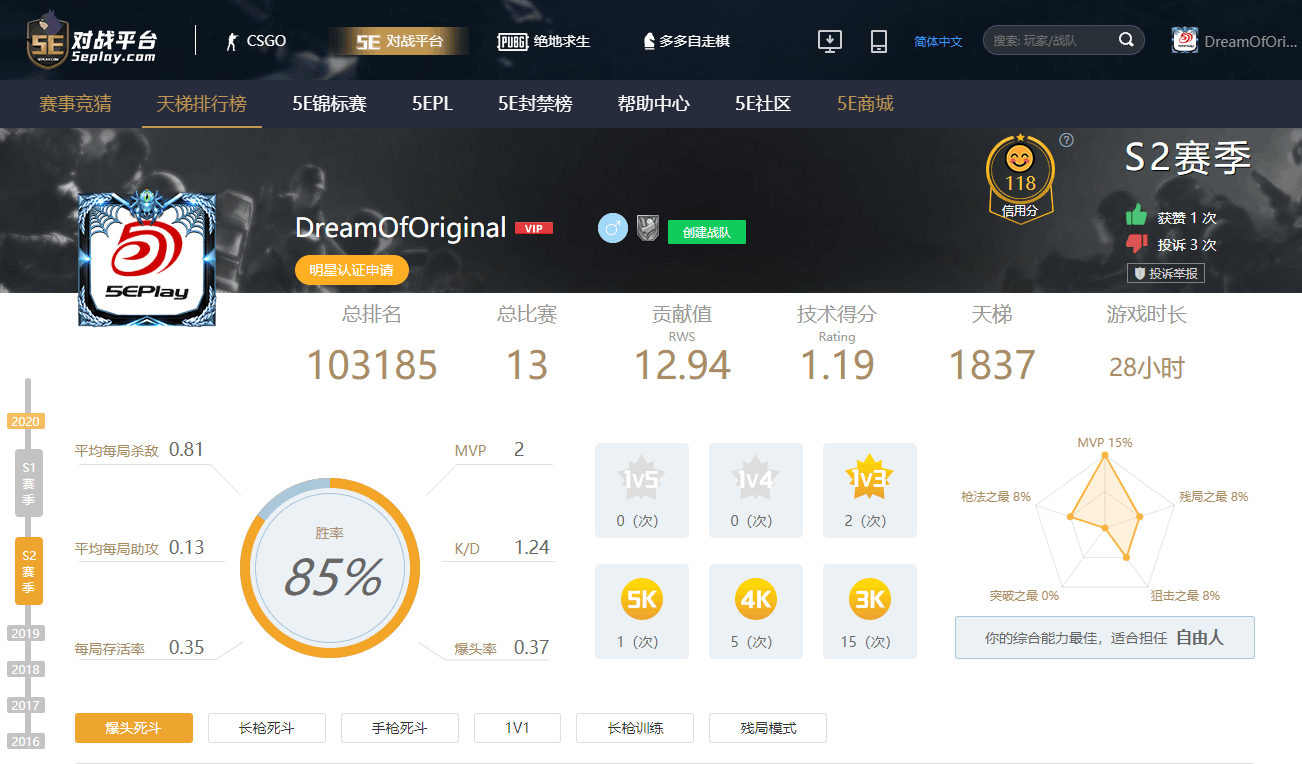 5E 对战平台
5eplay.com
CSGO
5E 对战平台
PUBG 绝地求生
多多自走棋
简体中文
搜索: 玩家/战队
DreamOfOri...
赛事竞猜
天梯排行榜
5E锦标赛
5EPL
5E封禁榜
帮助中心
5E社区
5E商城
118
信用分
?
S2赛季
获赞 1 次
投诉 3 次
投诉举报
5EPlay
DreamOfOriginal VIP
创建战队
明星认证申请
总排名
103185
总比赛
13
贡献值
RWS
12.94
技术得分
Rating
1.19
天梯
1837
游戏时长
28小时
2020
S1赛季
S2赛季
2019
2018
2017
2016
平均每局杀敌 0.81
平均每局助攻 0.13
每局存活率 0.35
胜率
85%
MVP 2
K/D 1.24
爆头率 0.37
1v5
0（次）
1v4
0（次）
1v3
2（次）
5K
1（次）
4K
5（次）
3K
15（次）
MVP 15%
枪法之最 8%
残局之最 8%
突破之最 0%
狙击之最 8%
你的综合能力最佳，适合担任 自由人
爆头死斗
长枪死斗
手枪死斗
1V1
长枪训练
残局模式